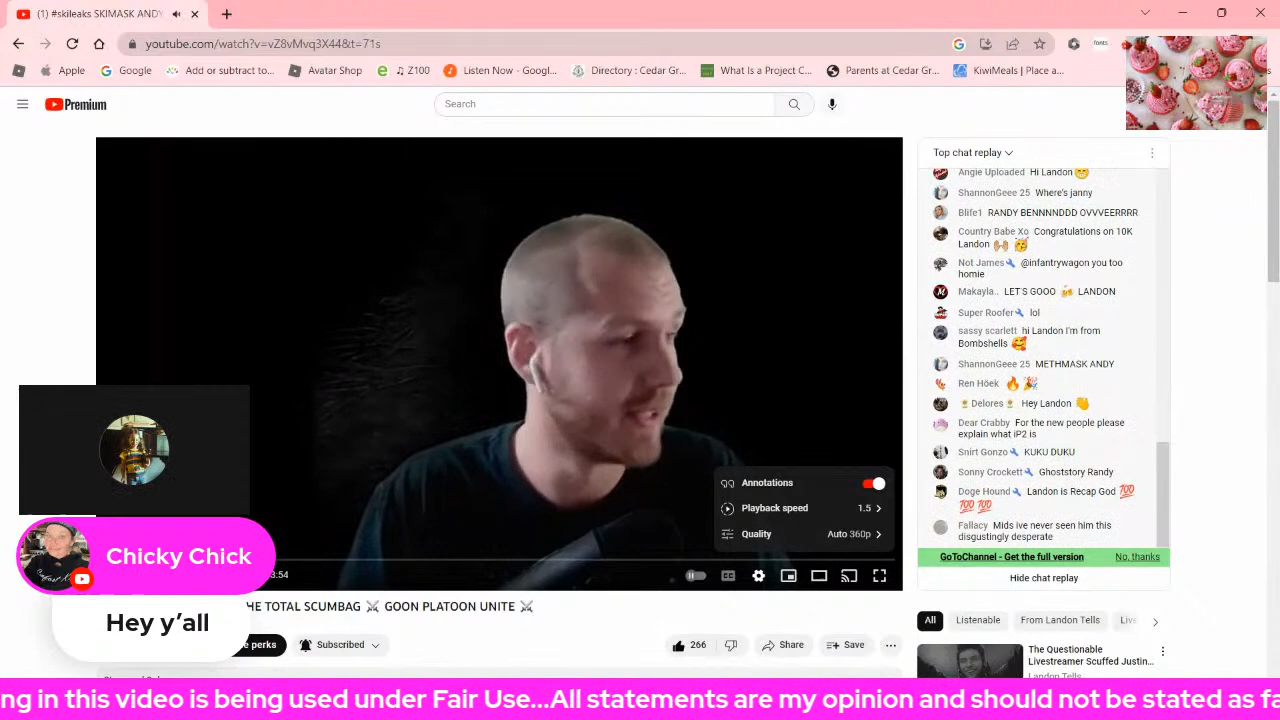 (1) #skileaks SKIMASK ANDY
youtube.com/watch?v=vZ8vMvq3X44&t=71s
fonts
Apple
Google
Add or subtract to...
Avatar Shop
♫ Z100
Listen Now - Googl...
Directory : Cedar Gr...
What Is a Project C...
Parents at Cedar Gr...
KiwiMeals | Place a...
Premium
Search
Top chat replay
Angie Uploaded Hi Landon😁
ShannonGeee 25 Where's janny
Blife1 RANDY BENNNNDDD OVVVEERRRR
Country Babe Xo Congratulations on 10K
Landon 🙌🏼 🥳
Not James🔧 @infantrywagon you too
homie
Makayla.. LET'S GOOO 🍻 LANDON
Super Roofer🔧 lol
sassy scarlett hi Landon I'm from
Bombshells 🥰
ShannonGeee 25 METHMASK ANDY
Ren Höek 🔥 🎉
🌻Delores🌻 Hey Landon 👋
Dear Crabby For the new people please
explain what iP2 is
Snirt Gonzo🔧 KUKU DUKU
Sonny Crockett🔧 Ghoststory Randy
Doge Hound🔧 Landon is Recap God 💯
💯 💯
Fallacy Mids ive never seen him this
disgustingly desperate
GoToChannel - Get the full version No, thanks
Hide chat replay
Annotations
Playback speed 1.5
Quality Auto 360p
3:54
Chicky Chick
Hey y’all
HE TOTAL SCUMBAG ⚔️ GOON PLATOON UNITE ⚔️
e perks
Subscribed
266
Share
Save
All
Listenable
From Landon Tells
Live
The Questionable
Livestreamer Scuffed Justin...
Landon Tells
ng in this video is being used under Fair Use...All statements are my opinion and should not be stated as fa